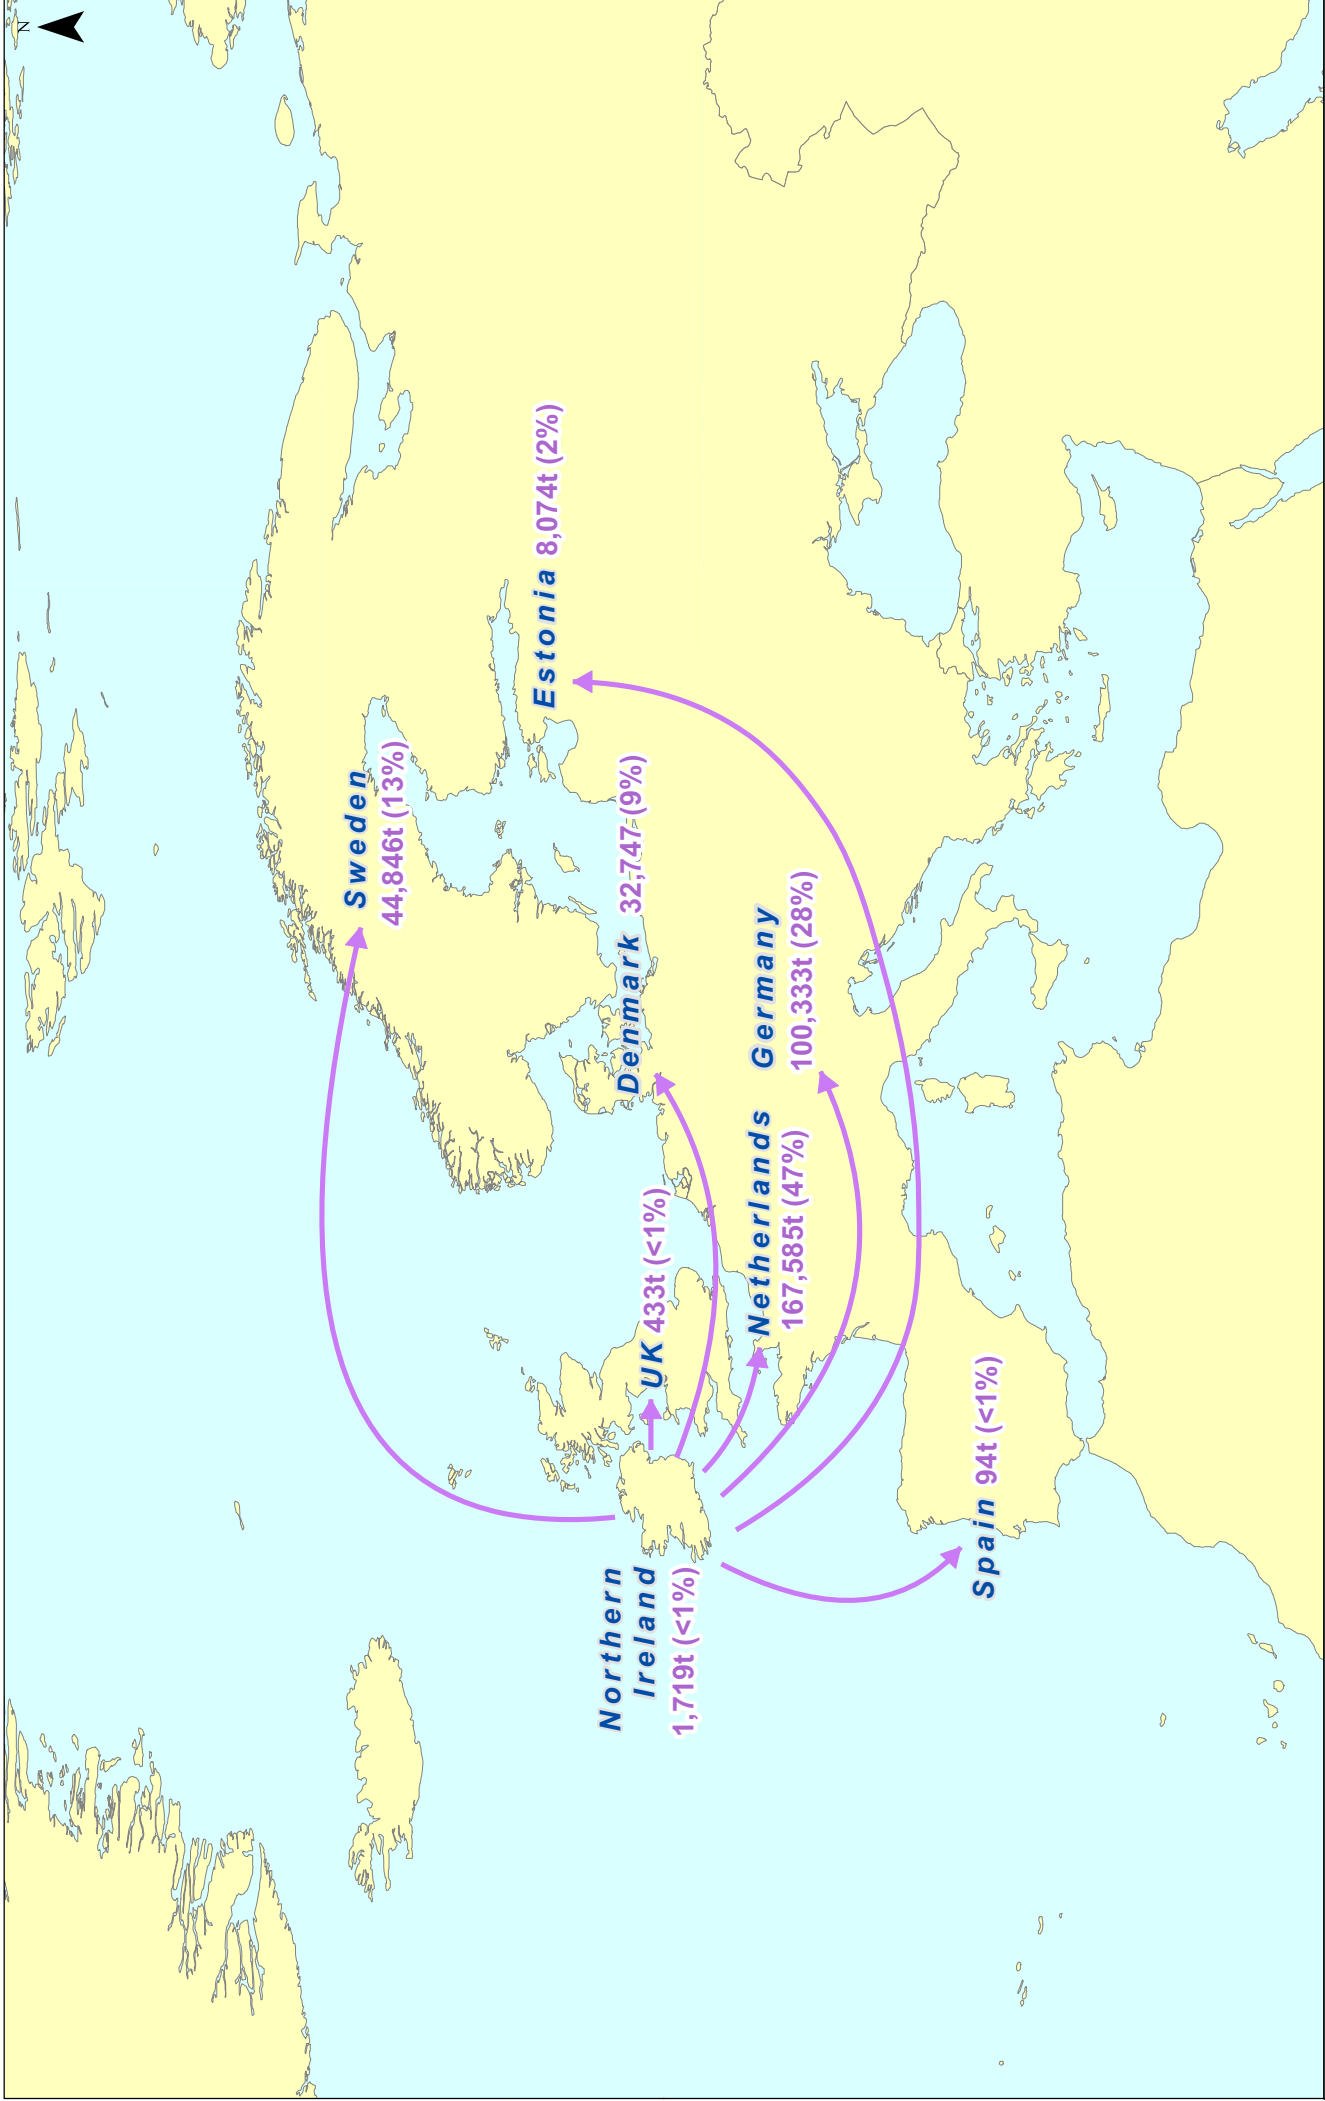 N
Sweden
44,846t (13%)
Estonia 8,074t (2%)
Northern
Ireland
1,719t (<1%)
UK 433t (<1%)
Denmark 32,747 (9%)
Netherlands
167,585t (47%)
Germany
100,333t (28%)
Spain 94t (<1%)